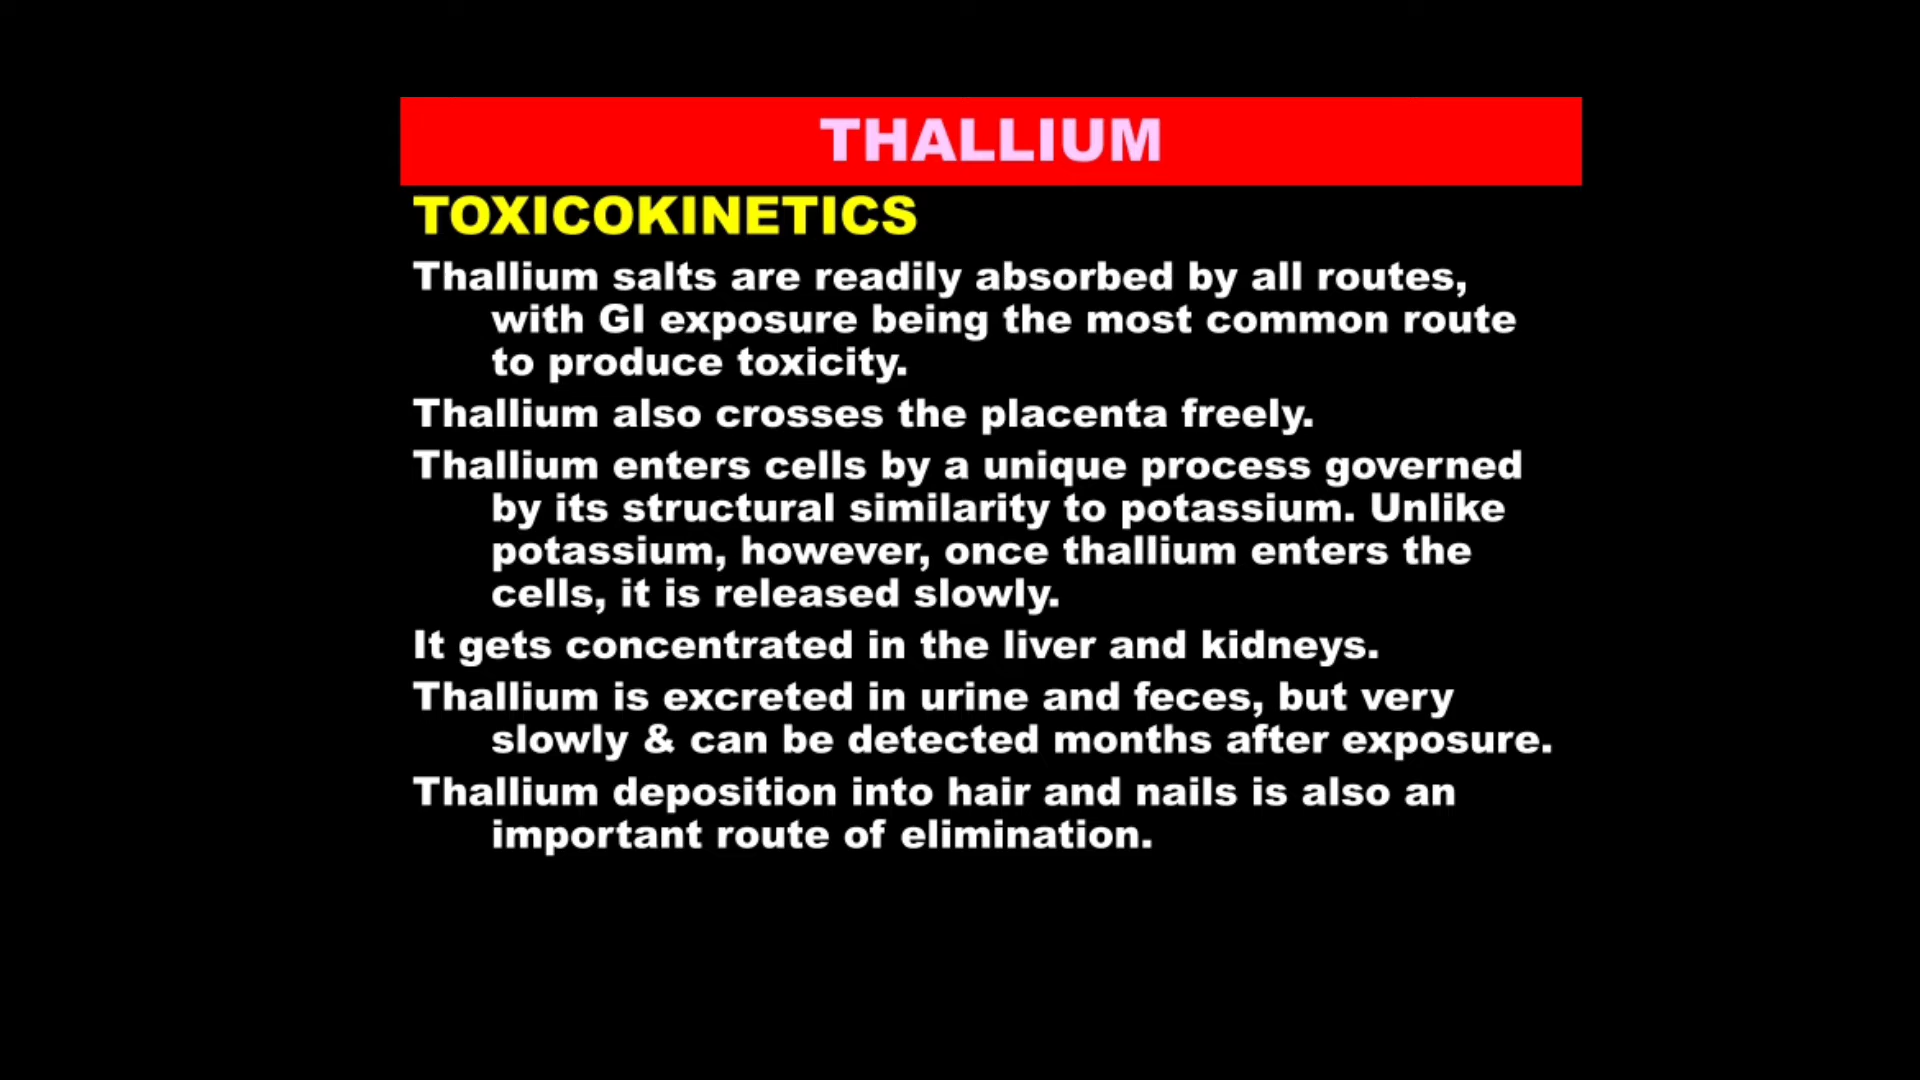 THALLIUM
TOXICOKINETICS
Thallium salts are readily absorbed by all routes,
with GI exposure being the most common route
to produce toxicity.
Thallium also crosses the placenta freely.
Thallium enters cells by a unique process governed
by its structural similarity to potassium. Unlike
potassium, however, once thallium enters the
cells, it is released slowly.
It gets concentrated in the liver and kidneys.
Thallium is excreted in urine and feces, but very
slowly & can be detected months after exposure.
Thallium deposition into hair and nails is also an
important route of elimination.